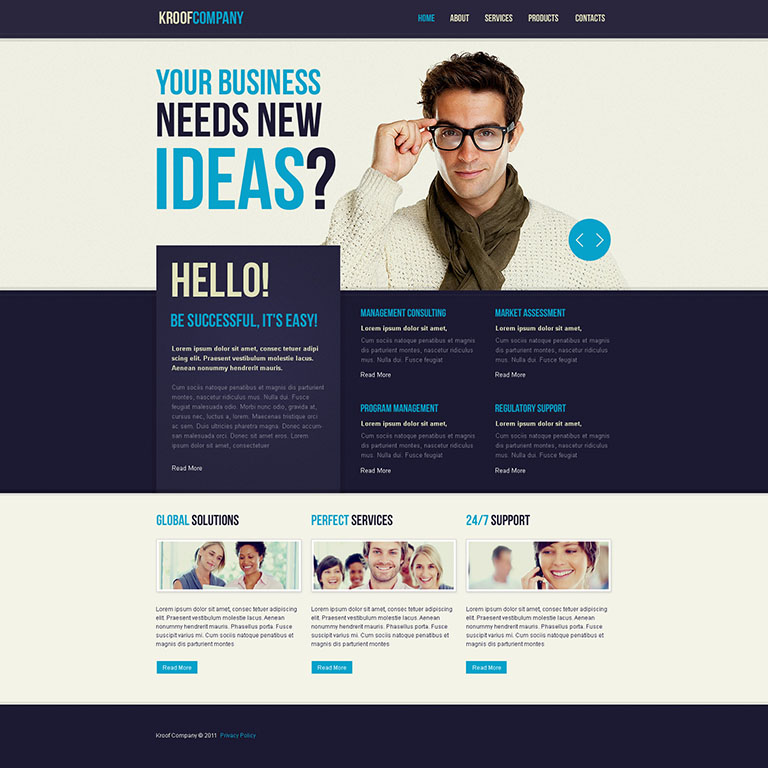 KROOFCOMPANY
HOME ABOUT SERVICES PRODUCTS CONTACTS
YOUR BUSINESS
NEEDS NEW
IDEAS?
HELLO!
BE SUCCESSFUL, IT'S EASY!
Lorem ipsum dolor sit amet, consec tetuer adipi
scing elit. Praesent vestibulum molestie lacus.
Aenean nonummy hendrerit mauris.
Cum sociis natoque penatibus et magnis dis parturient
montes, nascetur ridiculus mus. Nulla dui. Fusce
feugiat malesuada odio. Morbi nunc odio, gravida at,
cursus nec, luctus a, lorem. Maecenas tristique orci
ac sem. Duis ultricies pharetra magna. Donec accum-
san malesuada orci. Donec sit amet eros. Lorem
ipsum dolor sit amet, consectetuer
Read More
MANAGEMENT CONSULTING
Lorem ipsum dolor sit amet,
Cum sociis natoque penatibus et magnis
dis parturient montes, nascetur ridiculus
mus. Nulla dui. Fusce feugiat
Read More
MARKET ASSESSMENT
Lorem ipsum dolor sit amet,
Cum sociis natoque penatibus et magnis
dis parturient montes, nascetur ridiculus
mus. Nulla dui. Fusce feugiat
Read More
PROGRAM MANAGEMENT
Lorem ipsum dolor sit amet,
Cum sociis natoque penatibus et magnis
dis parturient montes, nascetur ridiculus
mus. Nulla dui. Fusce feugiat
Read More
REGULATORY SUPPORT
Lorem ipsum dolor sit amet,
Cum sociis natoque penatibus et magnis
dis parturient montes, nascetur ridiculus
mus. Nulla dui. Fusce feugiat
Read More
GLOBAL SOLUTIONS
Lorem ipsum dolor sit amet, consec tetuer adipiscing
elit. Praesent vestibulum molestie lacus. Aenean
nonummy hendrerit mauris. Phasellus porta. Fusce
suscipit varius mi. Cum sociis natoque penatibus et
magnis dis parturient montes
Read More
PERFECT SERVICES
Lorem ipsum dolor sit amet, consec tetuer adipiscing
elit. Praesent vestibulum molestie lacus. Aenean
nonummy hendrerit mauris. Phasellus porta. Fusce
suscipit varius mi. Cum sociis natoque penatibus et
magnis dis parturient montes
Read More
24/7 SUPPORT
Lorem ipsum dolor sit amet, consec tetuer adipiscing
elit. Praesent vestibulum molestie lacus. Aenean
nonummy hendrerit mauris. Phasellus porta. Fusce
suscipit varius mi. Cum sociis natoque penatibus et
magnis dis parturient montes
Read More
Kroof Company © 2011 Privacy Policy